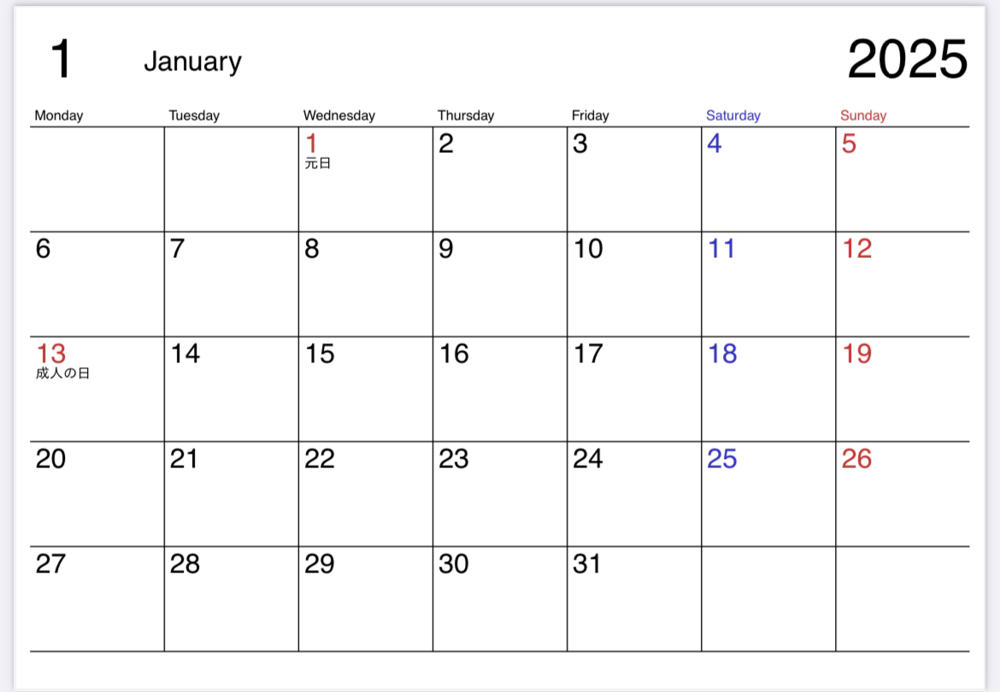 1 January 2025
Monday Tuesday Wednesday Thursday Friday Saturday Sunday
1 2 3 4 5
元日
6 7 8 9 10 11 12
13 14 15 16 17 18 19
成人の日
20 21 22 23 24 25 26
27 28 29 30 31